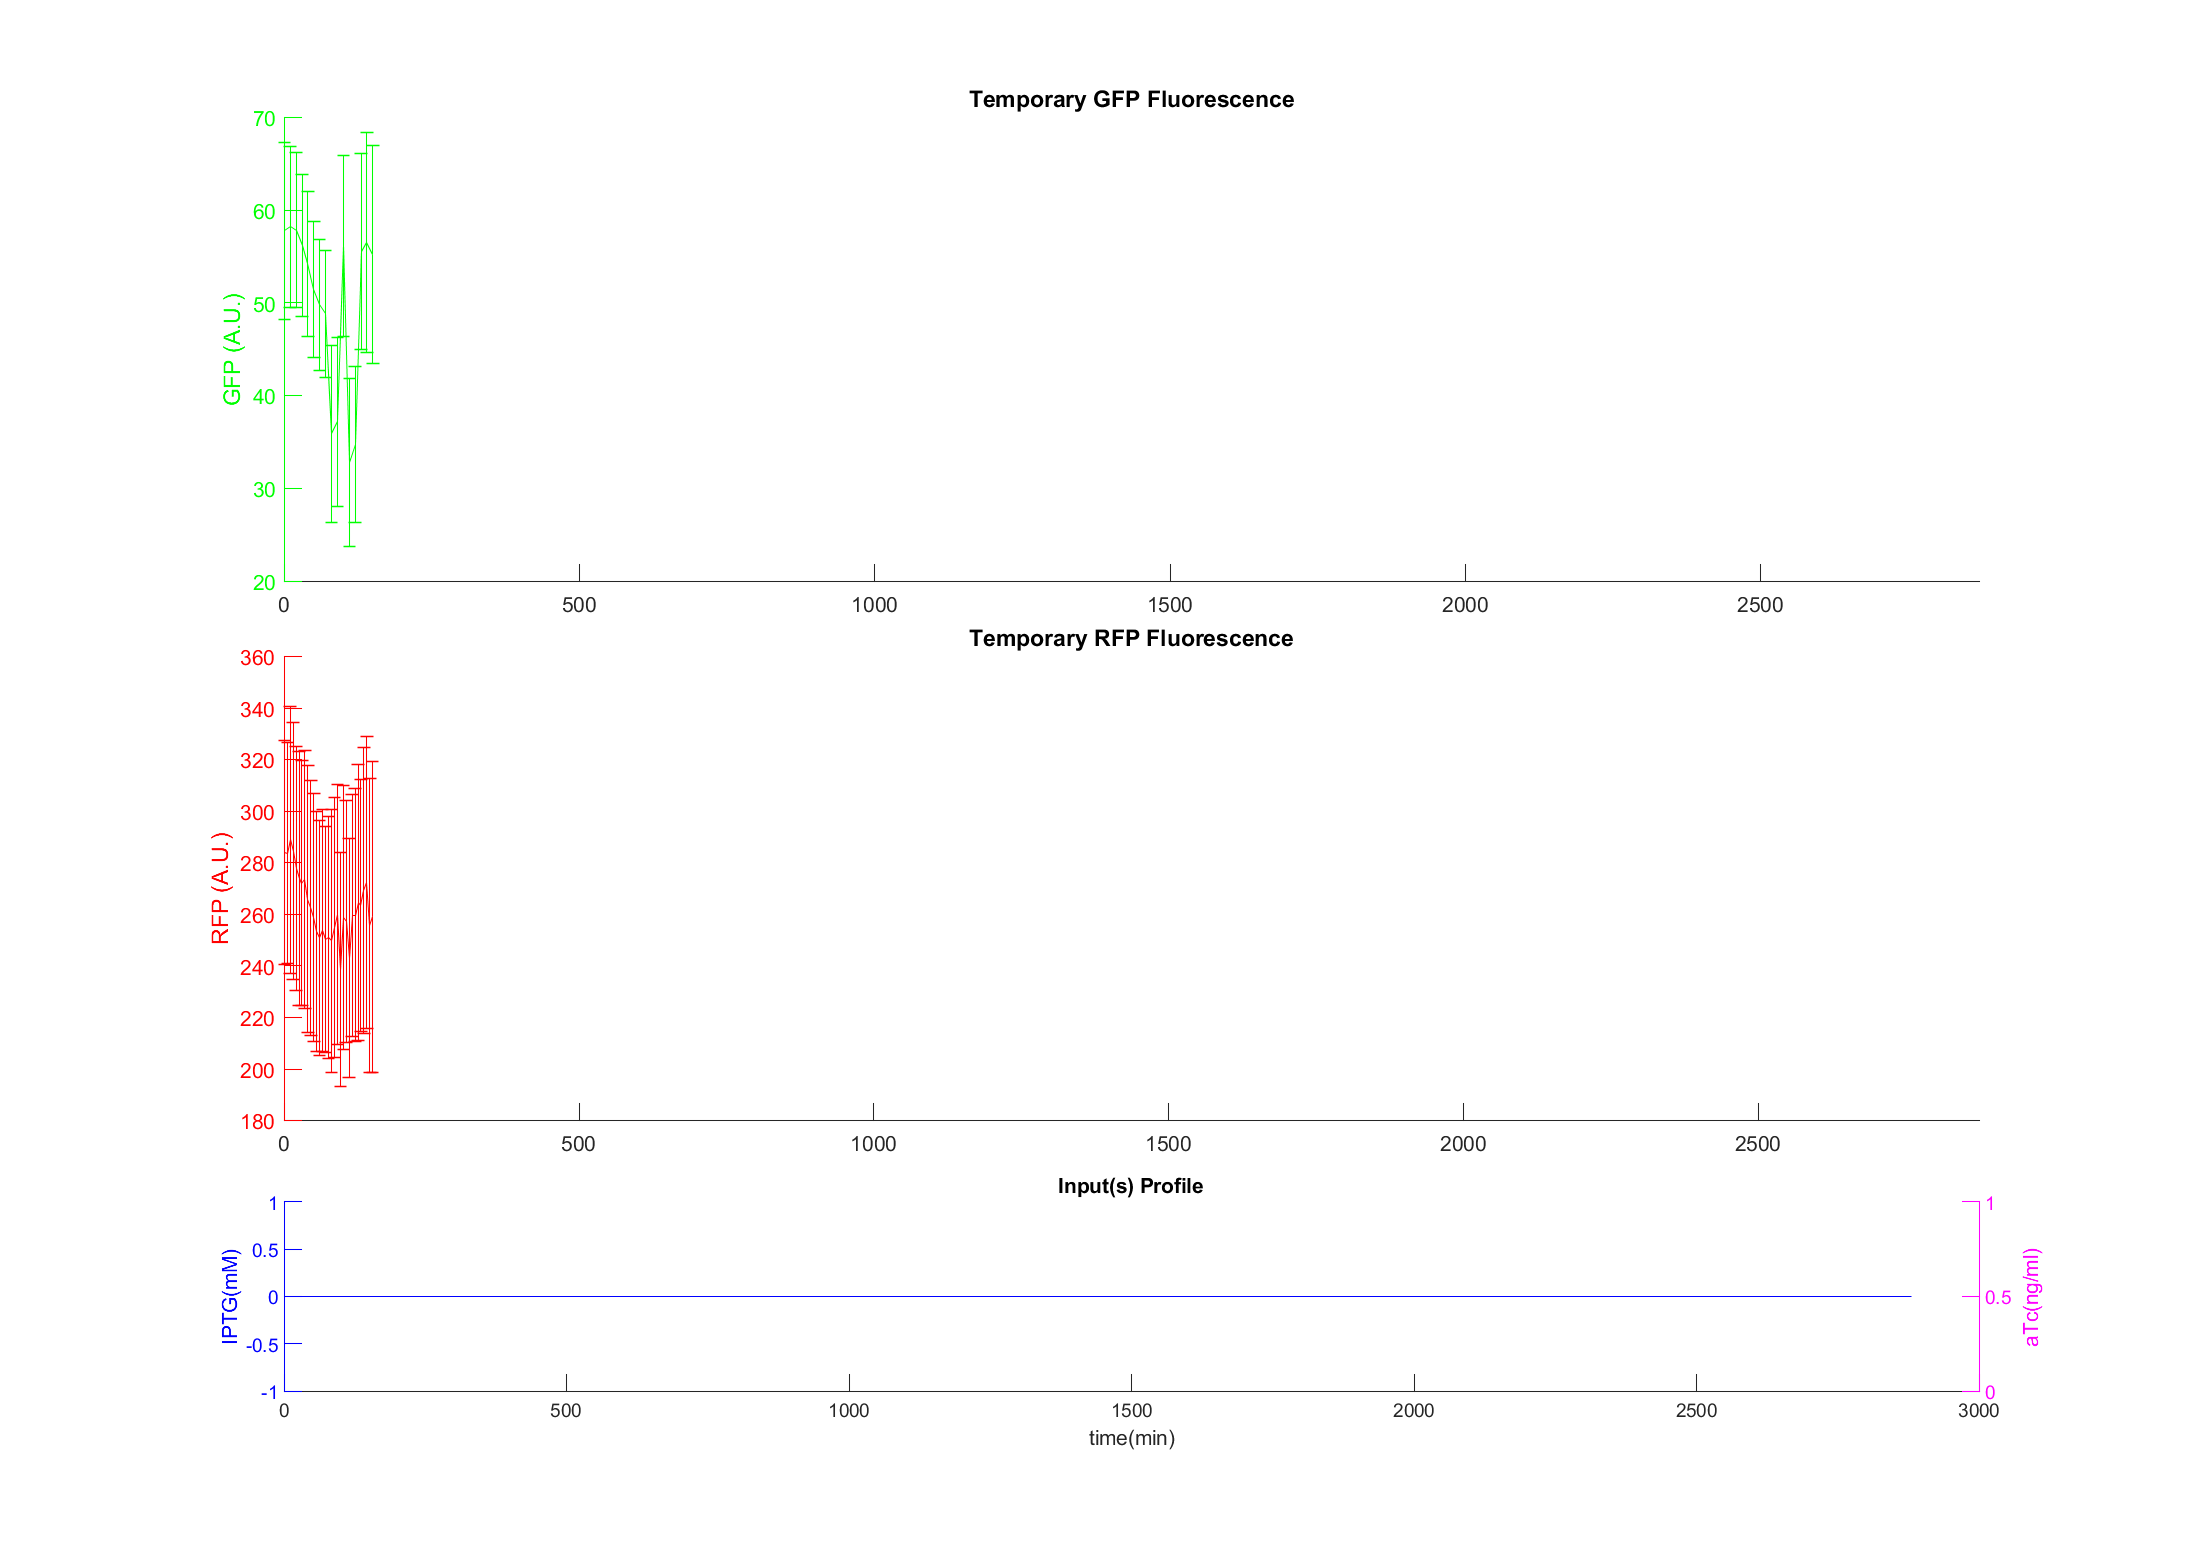 Temporary GFP Fluorescence
70
60
50
40
30
20
GFP (A.U.)
0 500 1000 1500 2000 2500
Temporary RFP Fluorescence
360
340
320
300
280
260
240
220
200
180
RFP (A.U.)
0 500 1000 1500 2000 2500
Input(s) Profile
1
0.5
0
-0.5
-1
IPTG(mM)
1
0.5
0
aTc(ng/ml)
0 500 1000 1500 2000 2500 3000
time(min)